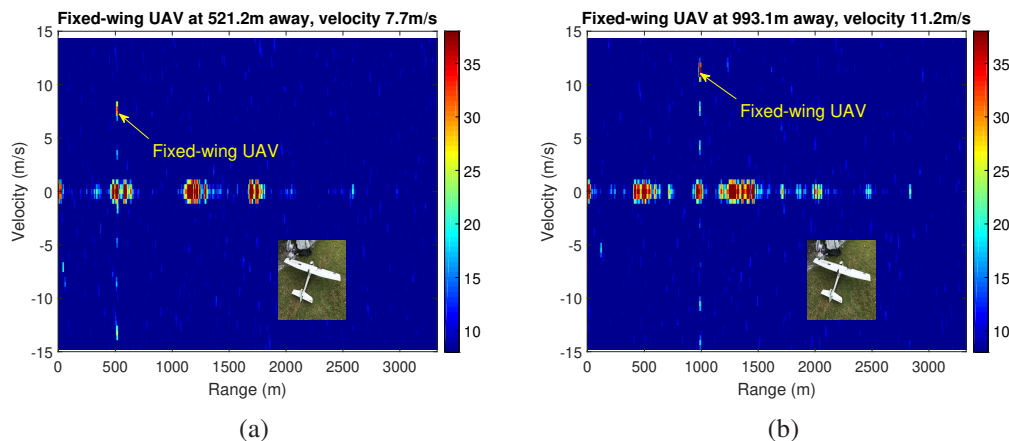 Fixed-wing UAV at 521.2m away, velocity 7.7m/s
15
10
5
0
-5
-10
-15
Velocity (m/s)
Fixed-wing UAV
0 500 1000 1500 2000 2500 3000
Range (m)
35
30
25
20
15
10
(a)
Fixed-wing UAV at 993.1m away, velocity 11.2m/s
15
10
5
0
-5
-10
-15
Velocity (m/s)
Fixed-wing UAV
0 500 1000 1500 2000 2500 3000
Range (m)
35
30
25
20
15
10
(b)